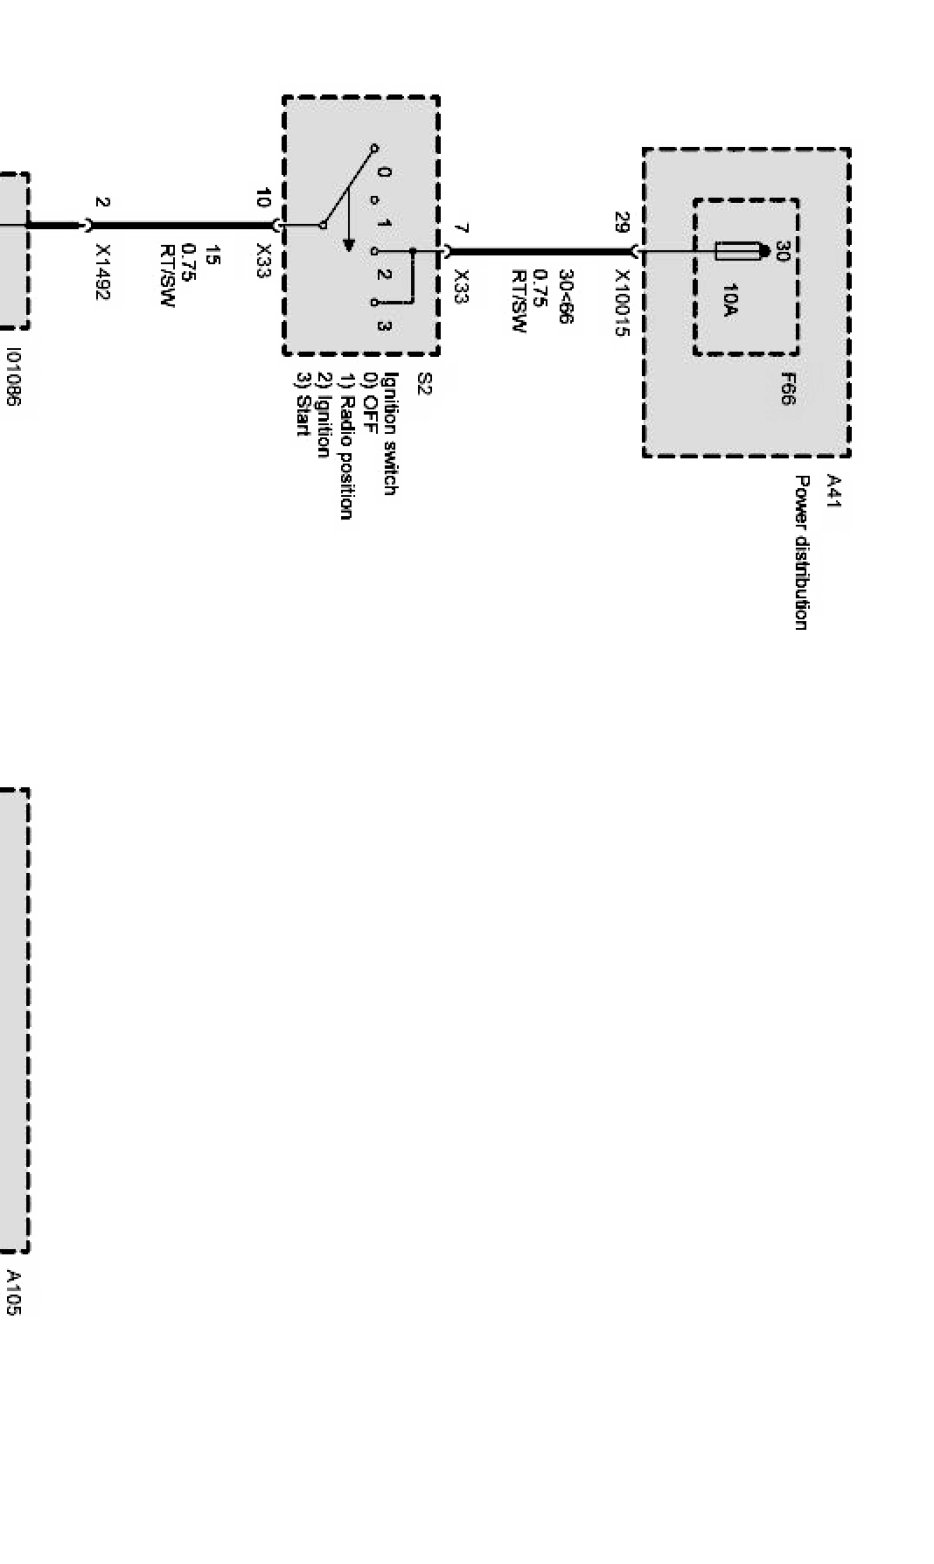 A41
Power distribution
F66
30
10A
29
X10015
30<66
0.75
RT/SW
7
X33
S2
Ignition switch
0) OFF
1) Radio position
2) Ignition
3) Start
0
1
2
3
10
X33
15
0.75
RT/SW
2
X1492
I01086
A105